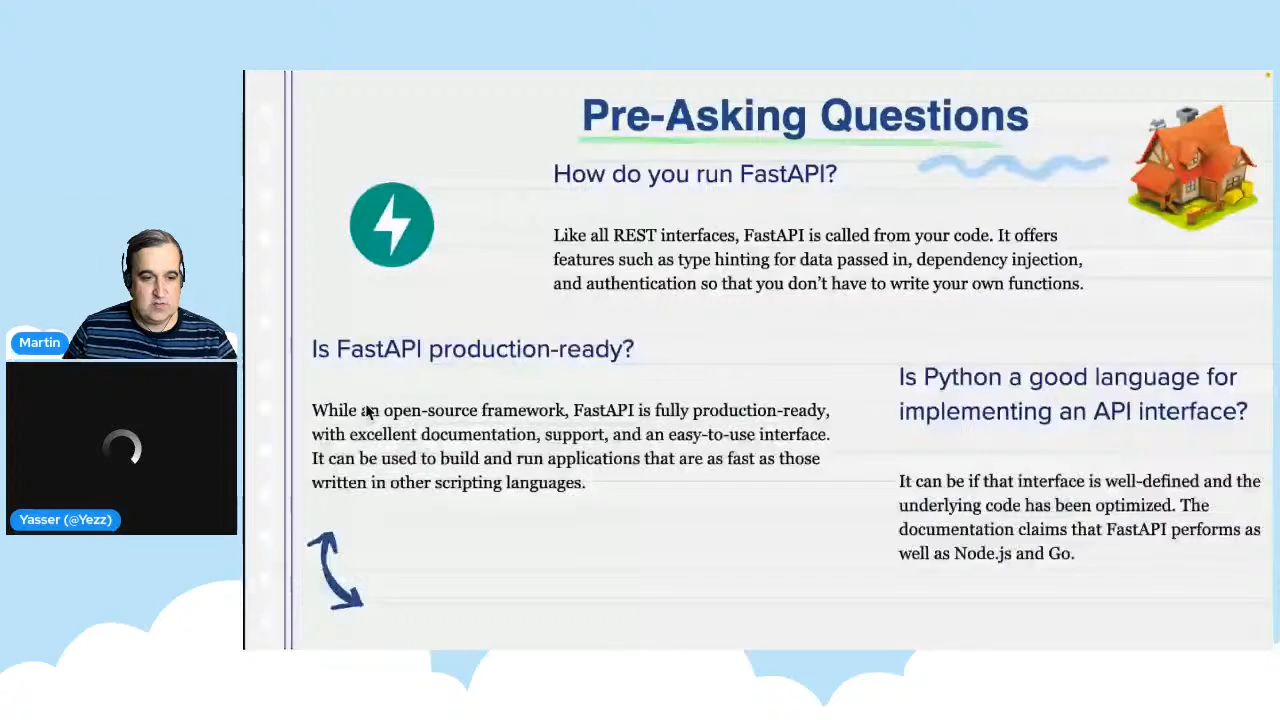 Pre-Asking Questions
How do you run FastAPI?
Like all REST interfaces, FastAPI is called from your code. It offers
features such as type hinting for data passed in, dependency injection,
and authentication so that you don’t have to write your own functions.
Is FastAPI production-ready?
While an open-source framework, FastAPI is fully production-ready,
with excellent documentation, support, and an easy-to-use interface.
It can be used to build and run applications that are as fast as those
written in other scripting languages.
Is Python a good language for
implementing an API interface?
It can be if that interface is well-defined and the
underlying code has been optimized. The
documentation claims that FastAPI performs as
well as Node.js and Go.
Martin
Yasser (@Yezz)